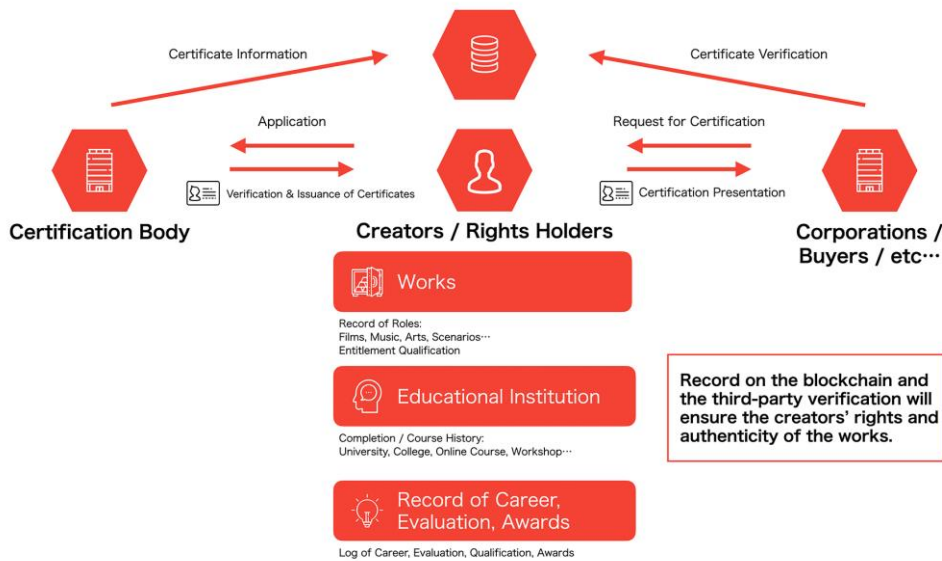 Certificate Information
Certificate Verification
Application
Request for Certification
Verification & Issuance of Certificates
Certification Presentation
Certification Body
Creators / Rights Holders
Corporations /
Buyers / etc…
Works
Record of Roles:
Films, Music, Arts, Scenarios…
Entitlement Qualification
Educational Institution
Completion / Course History:
University, College, Online Course, Workshop…
Record of Career,
Evaluation, Awards
Log of Career, Evaluation, Qualification, Awards
Record on the blockchain and
the third-party verification will
ensure the creators’ rights and
authenticity of the works.